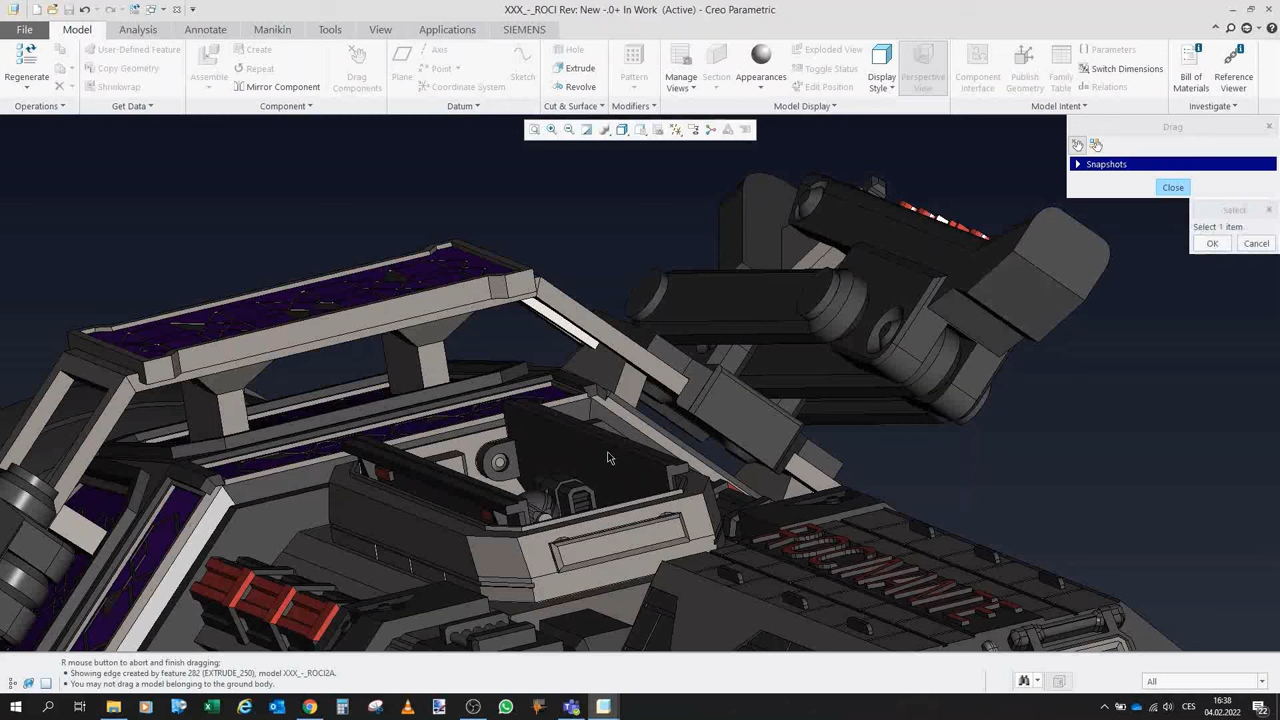 XXX_-_ROCI Rev: New -.0+ In Work (Active) - Creo Parametric
File Model Analysis Annotate Manikin Tools View Applications SIEMENS
Regenerate
User-Defined Feature
Copy Geometry
Shrinkwrap
Assemble
Create
Repeat
Mirror Component
Drag
Components
Plane
Axis
Point
Coordinate System
Sketch
Hole
Extrude
Revolve
Pattern
Manage
Views
Section
Appearances
Exploded View
Toggle Status
Edit Position
Display
Style
Perspective
View
Component
Interface
Publish
Geometry
Family
Table
Parameters
Switch Dimensions
Relations
Bill of
Materials
Reference
Viewer
Operations Get Data Component Datum Cut & Surface Modifiers Model Display Model Intent Investigate
Drag
Snapshots
Close
Select
Select 1 item
OK Cancel
R mouse button to abort and finish dragging;
Showing edge created by feature 282 (EXTRUDE_250), model XXX_-_ROCI2A.
You may not drag a model belonging to the ground body.
All
CES
16:38
04.02.2022
22